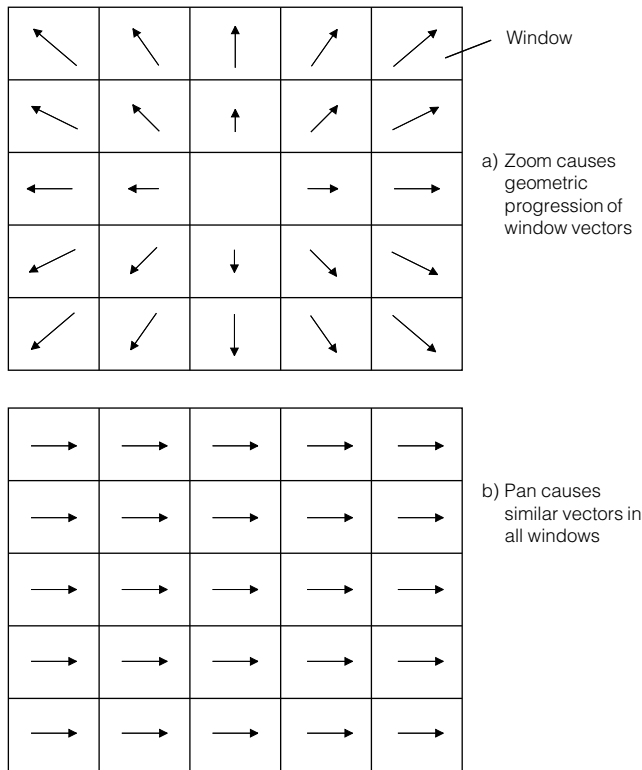 Window
a) Zoom causes
geometric
progression of
window vectors
b) Pan causes
similar vectors in
all windows